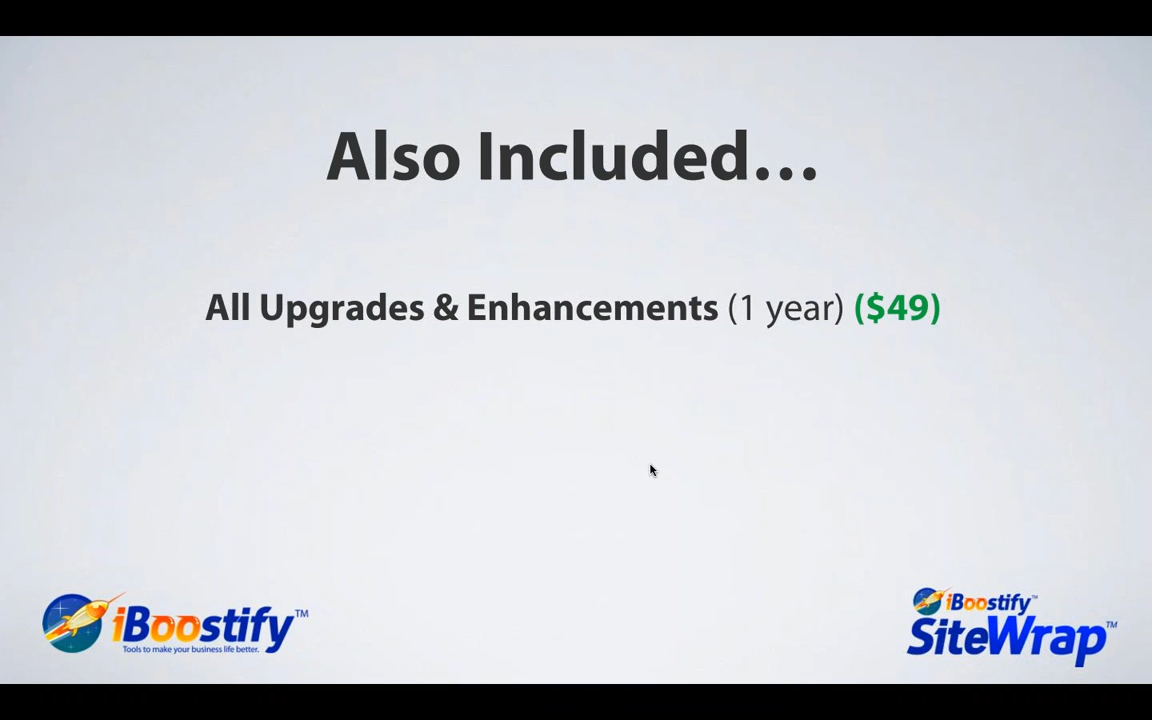 Also Included…
All Upgrades & Enhancements (1 year) ($49)
iBoostify™
Tools to make your business life better.
iBoostify™
SiteWrap™